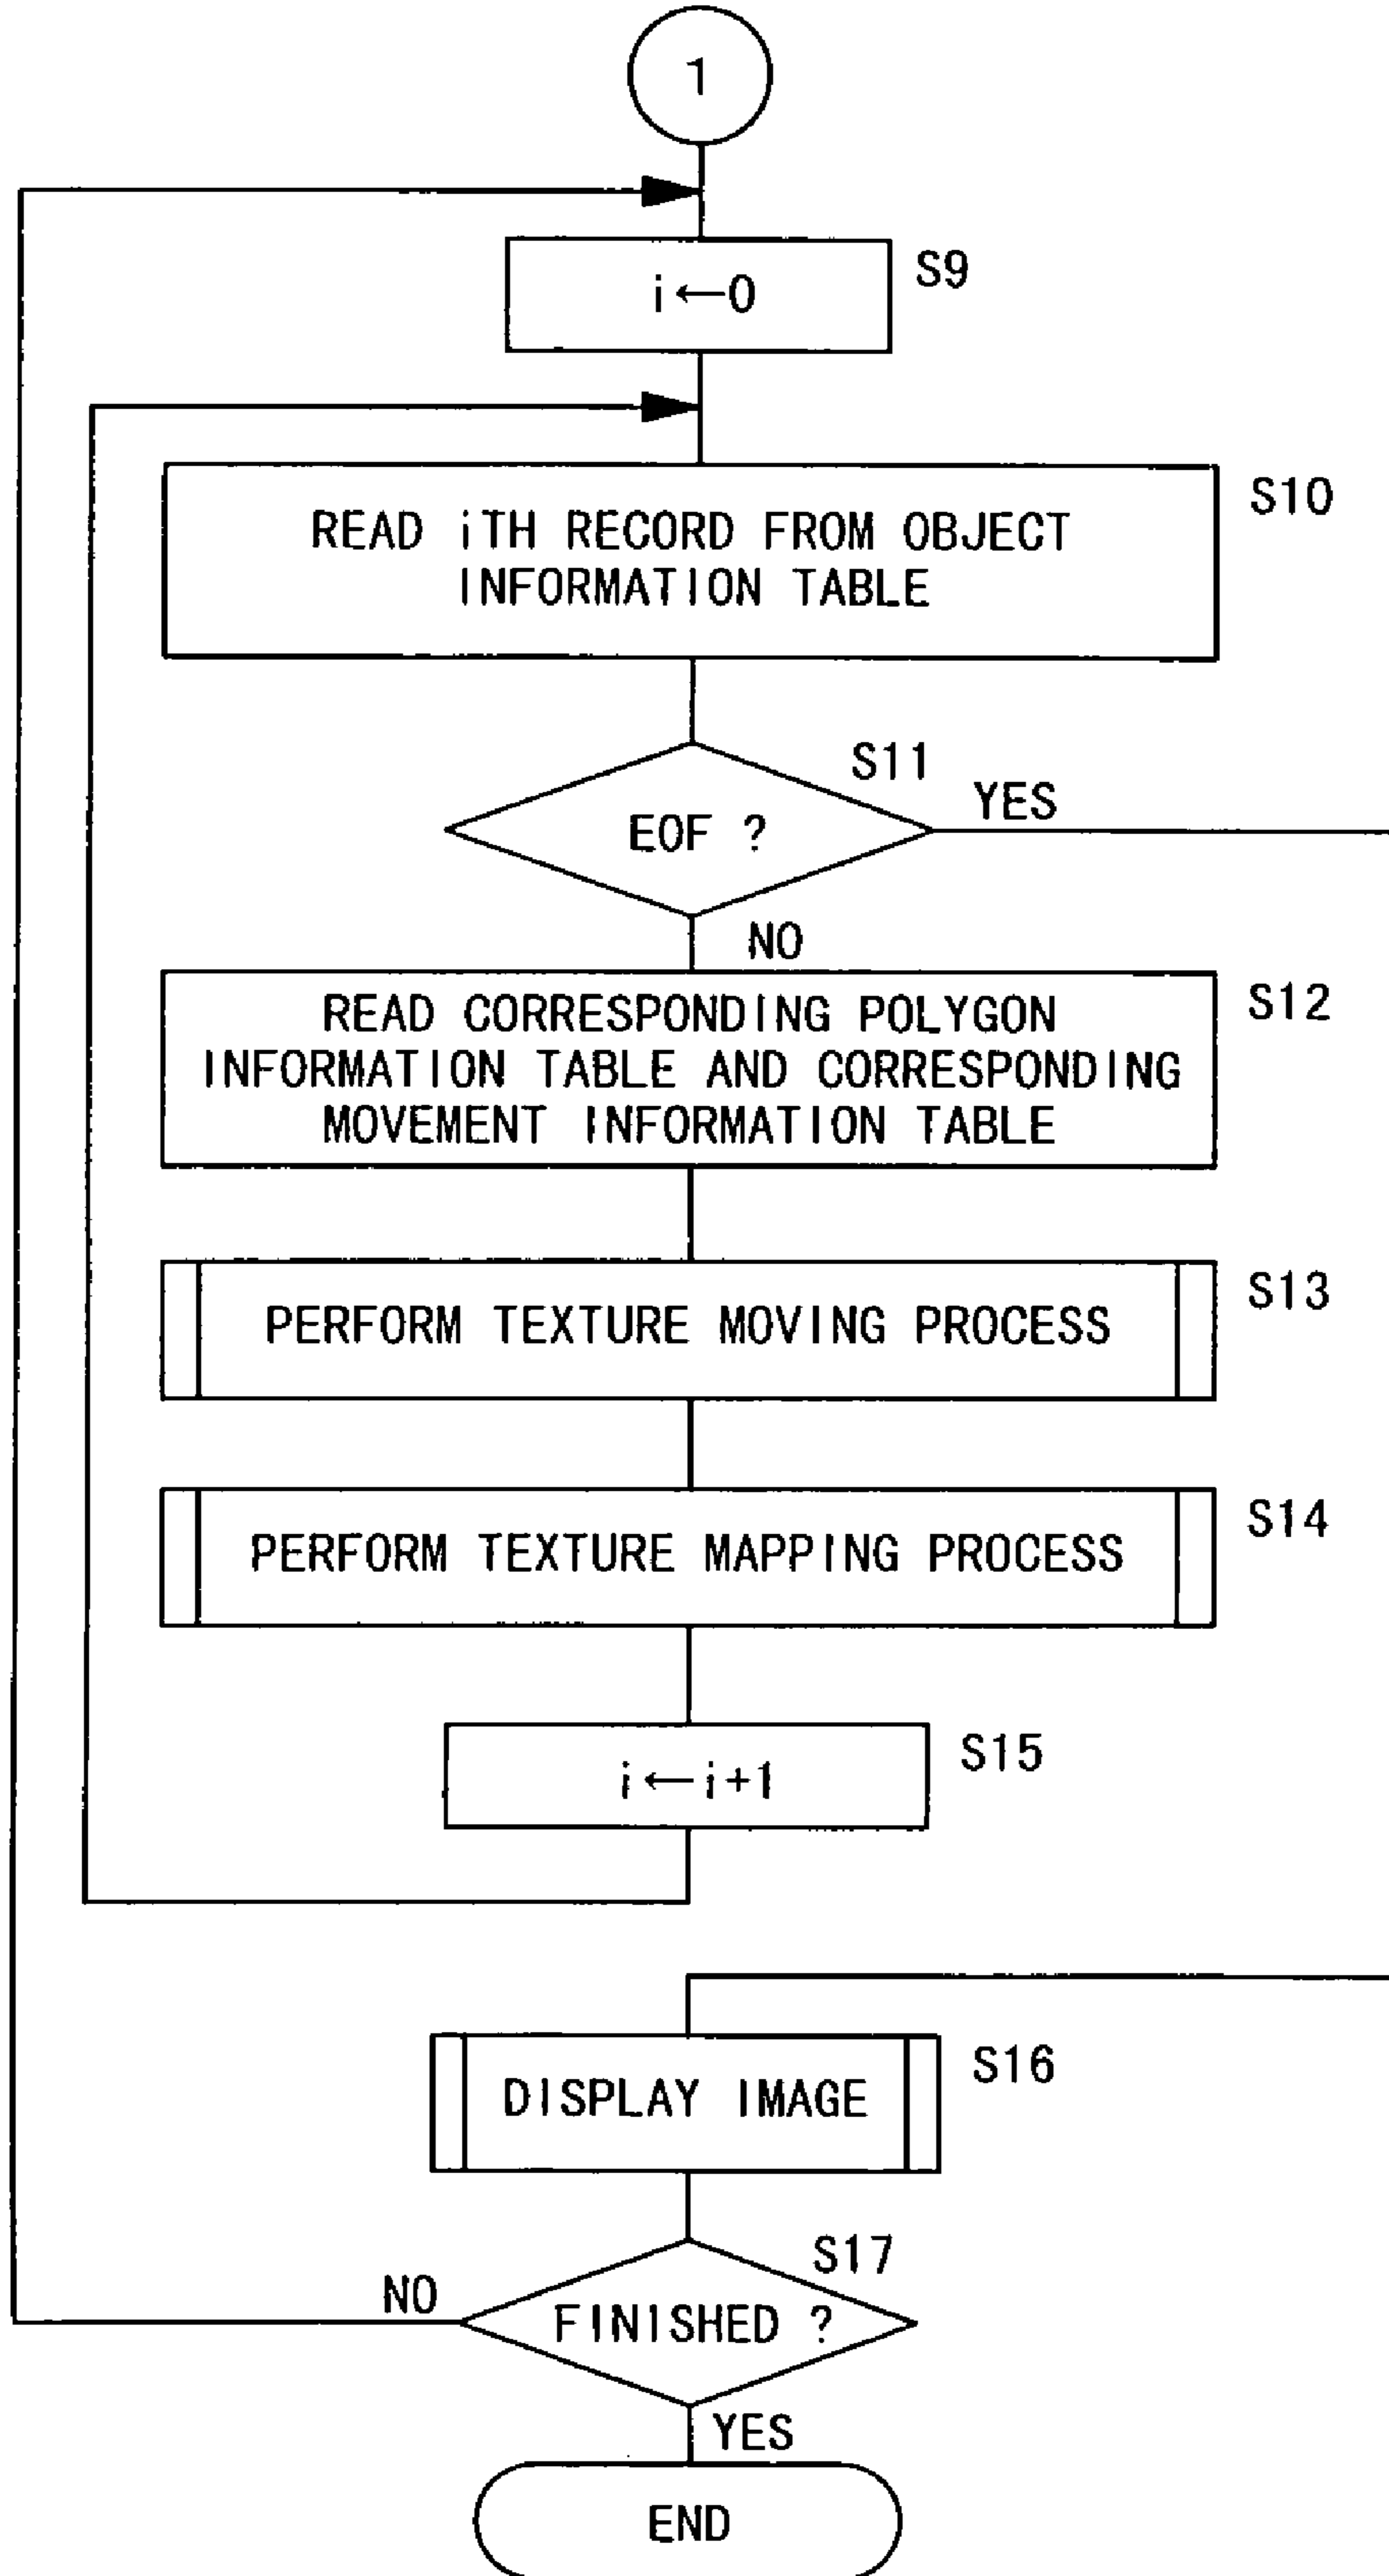 1
S9
i←0
S10
READ iTH RECORD FROM OBJECT
INFORMATION TABLE
S11
EOF ?
YES
NO
S12
READ CORRESPONDING POLYGON
INFORMATION TABLE AND CORRESPONDING
MOVEMENT INFORMATION TABLE
S13
PERFORM TEXTURE MOVING PROCESS
S14
PERFORM TEXTURE MAPPING PROCESS
S15
i←i+1
S16
DISPLAY IMAGE
S17
NO
FINISHED ?
YES
END